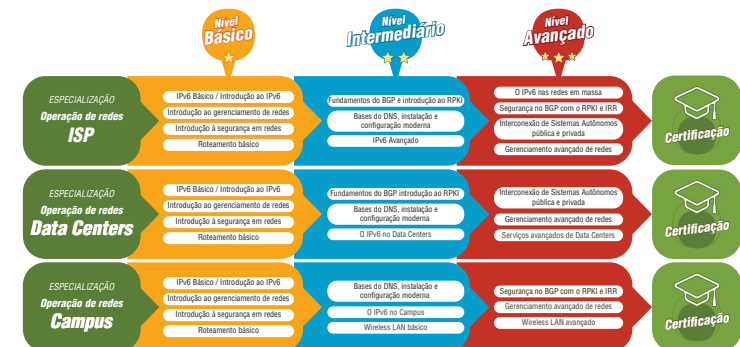 Nível
Básico
Nível
Intermediário
Nível
Avançado
ESPECIALIZAÇÃO
Operação de redes
ISP
IPv6 Básico / Introdução ao IPv6
Introdução ao gerenciamento de redes
Introdução à segurança em redes
Roteamento básico
Fundamentos do BGP e introdução ao RPKI
Bases do DNS, instalação e
configuração moderna
IPv6 Avançado
O IPv6 nas redes em massa
Segurança no BGP com o RPKI e IRR
Interconexão de Sistemas Autônomos
pública e privada
Gerenciamento avançado de redes
Certificação
ESPECIALIZAÇÃO
Operação de redes
Data Centers
IPv6 Básico / Introdução ao IPv6
Introdução ao gerenciamento de redes
Introdução à segurança em redes
Roteamento básico
Fundamentos do BGP introdução ao RPKI
Bases do DNS, instalação e
configuração moderna
O IPv6 no Data Centers
Interconexão de Sistemas Autônomos
pública e privada
Gerenciamento avançado de redes
Serviços avançados de Data Centers
Certificação
ESPECIALIZAÇÃO
Operação de redes
Campus
IPv6 Básico / Introdução ao IPv6
Introdução ao gerenciamento de redes
Introdução à segurança em redes
Roteamento básico
Bases do DNS, instalação e
configuração moderna
O IPv6 no Campus
Wireless LAN básico
Segurança no BGP com o RPKI e IRR
Gerenciamento avançado de redes
Wireless LAN avançado
Certificação